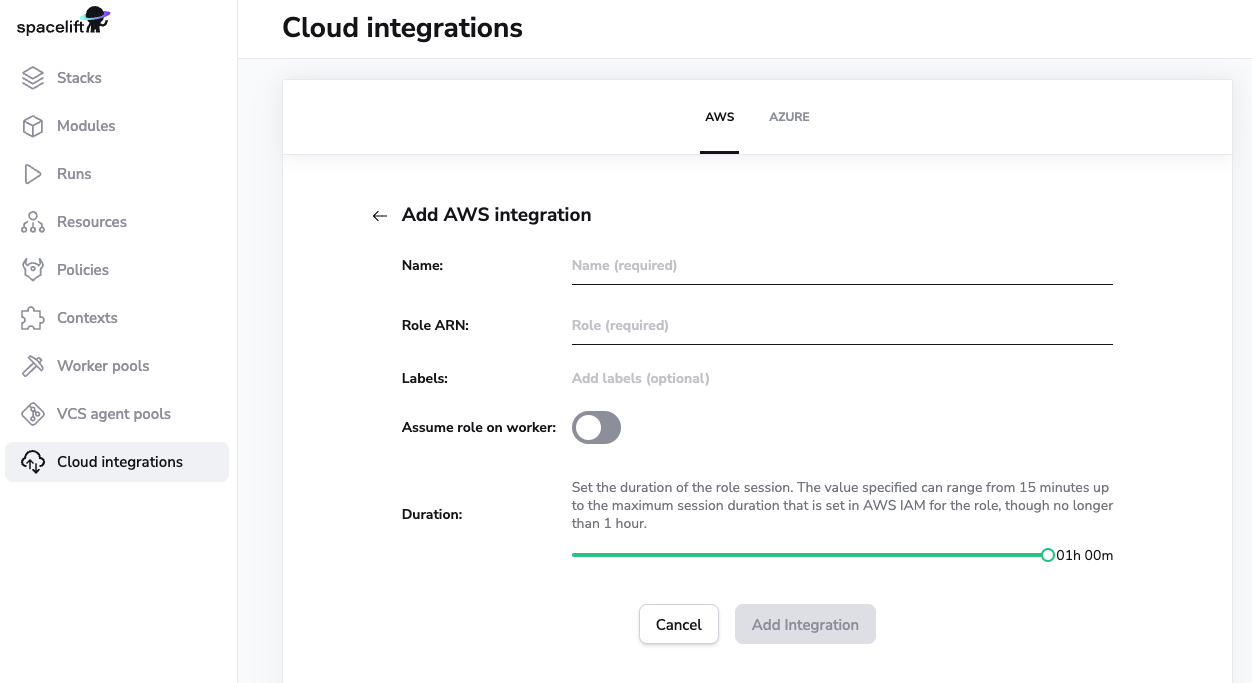 spacelift
Stacks
Modules
Runs
Resources
Policies
Contexts
Worker pools
VCS agent pools
Cloud integrations
Cloud integrations
AWS AZURE
Add AWS integration
Name: Name (required)
Role ARN: Role (required)
Labels: Add labels (optional)
Assume role on worker:
Duration:
Set the duration of the role session. The value specified can range from 15 minutes up
to the maximum session duration that is set in AWS IAM for the role, though no longer
than 1 hour.
01h 00m
Cancel Add Integration